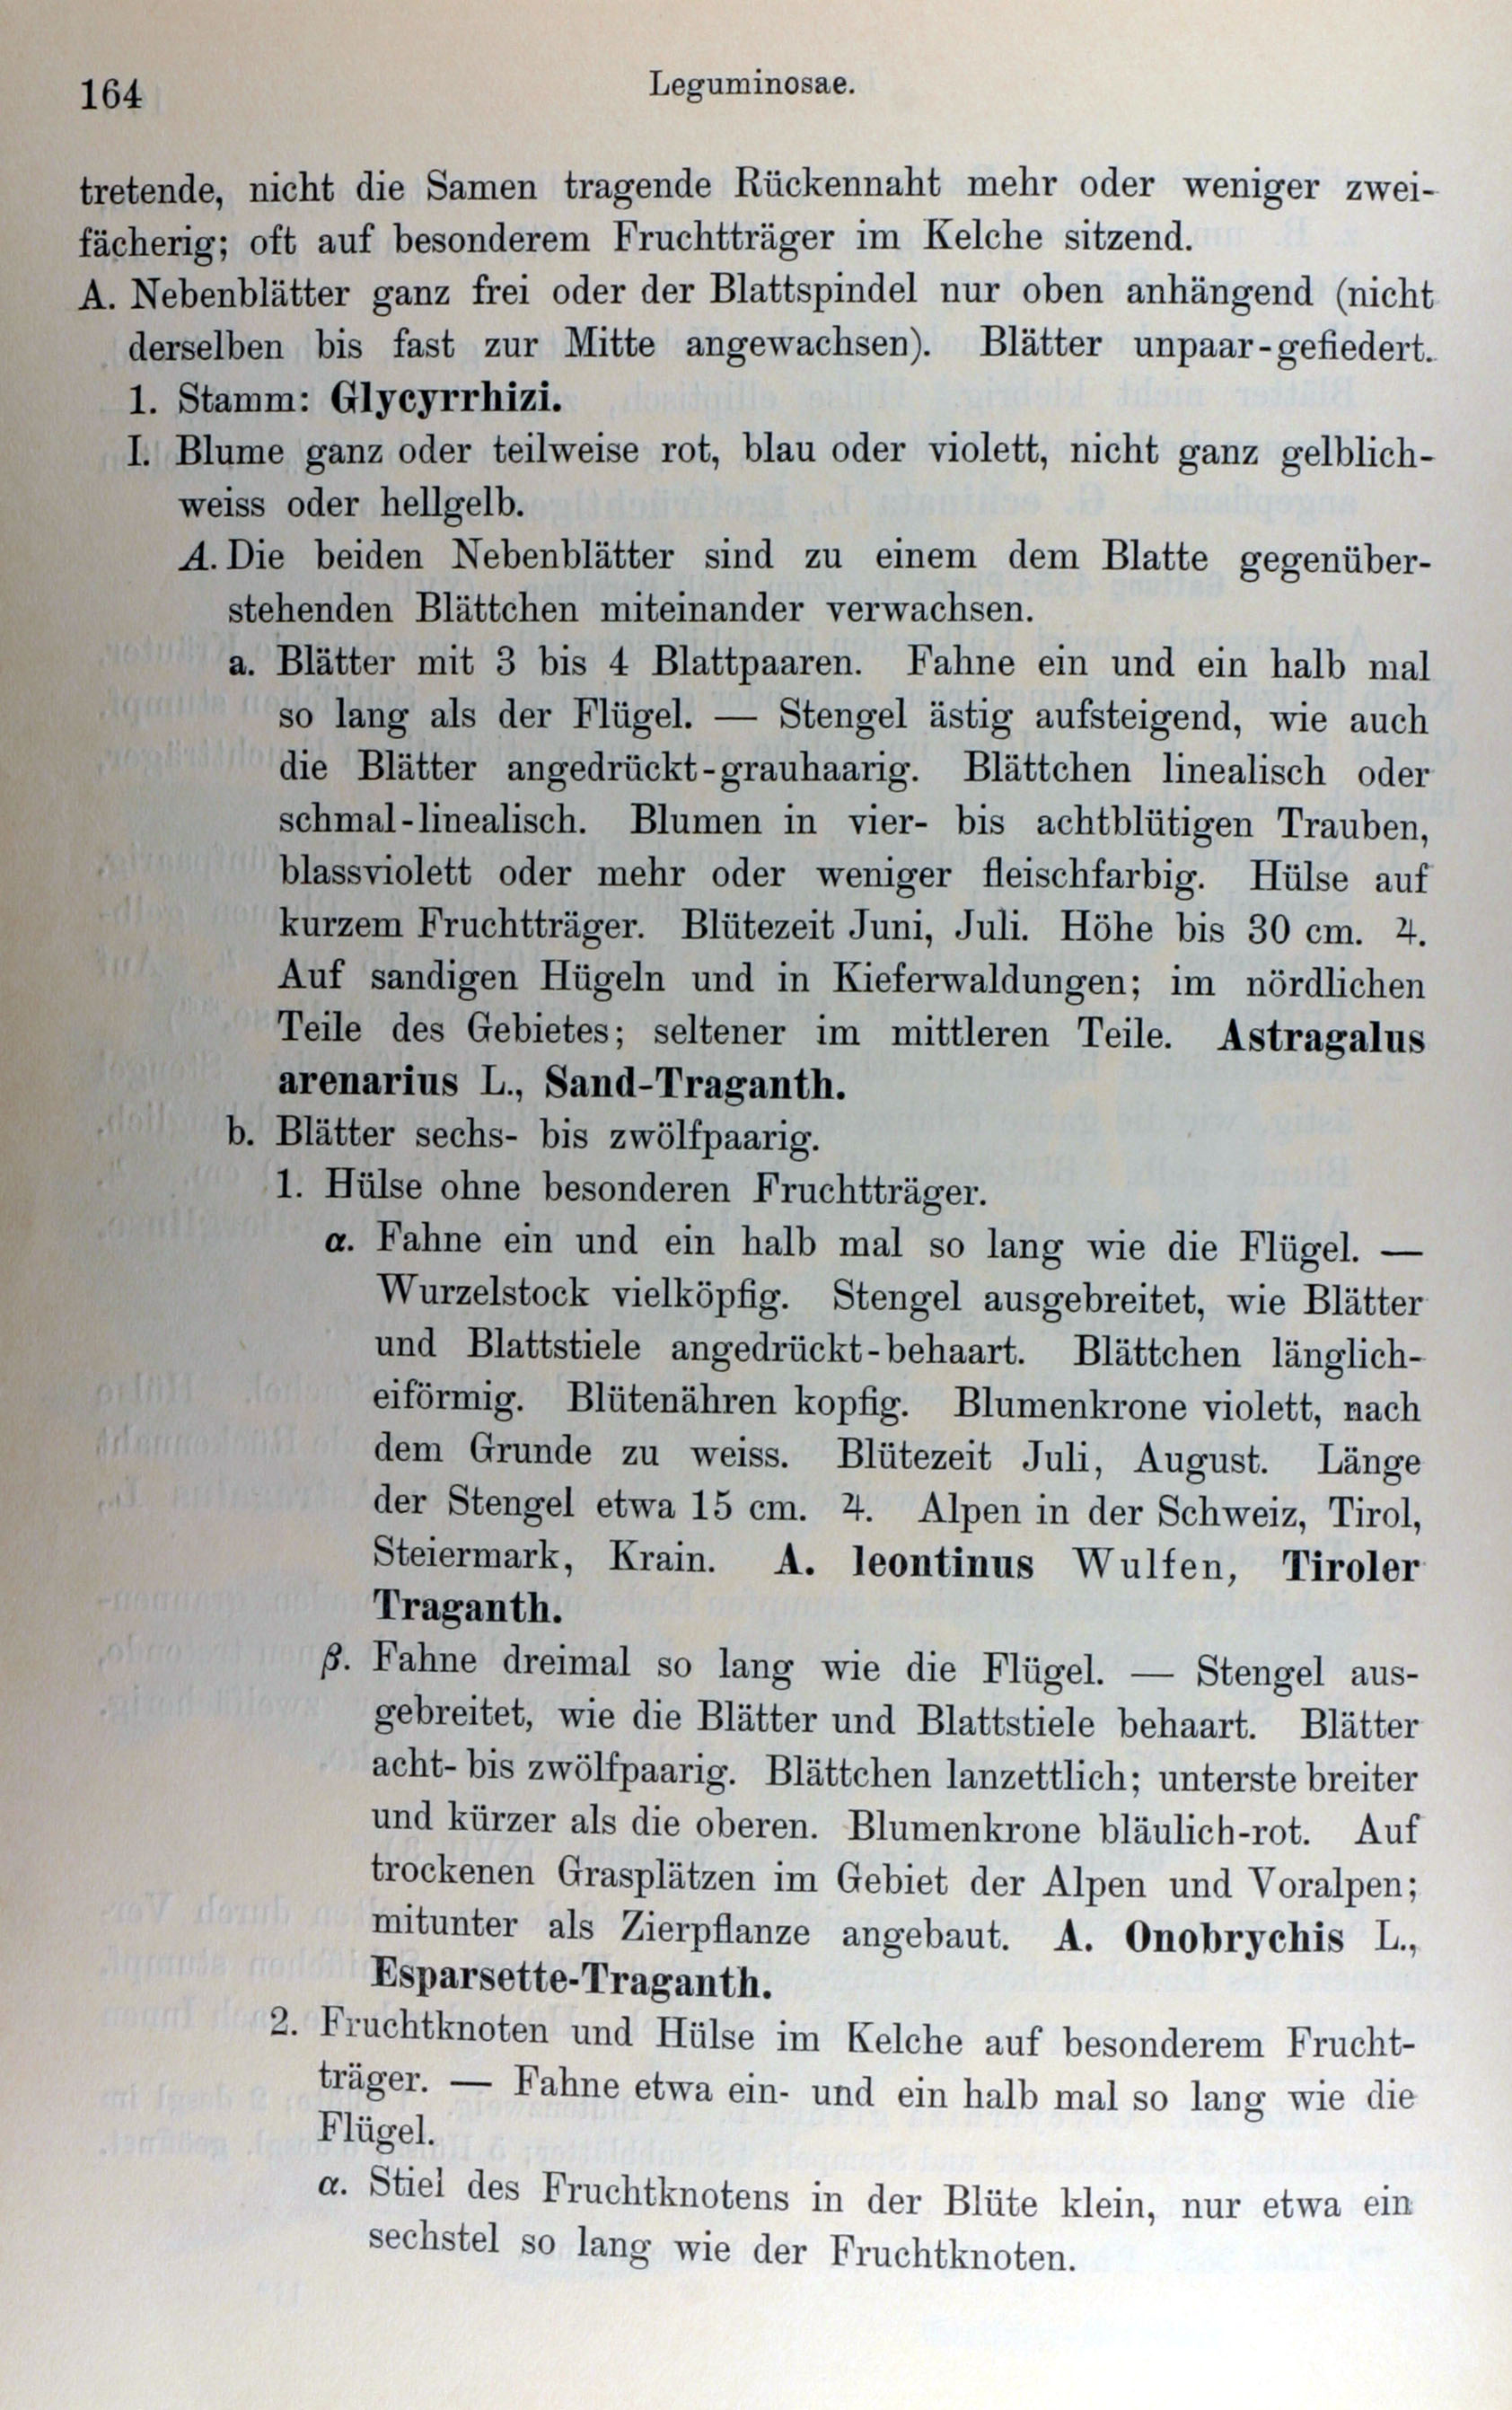 164
Leguminosae.
tretende, nicht die Samen tragende Rückennaht mehr oder weniger zwei-
fächerig; oft auf besonderem Fruchtträger im Kelche sitzend.
A. Nebenblätter ganz frei oder der Blattspindel nur oben anhängend (nicht
derselben bis fast zur Mitte angewachsen). Blätter unpaar-gefiedert.
1. Stamm: Glycyrrhizi.
I. Blume ganz oder teilweise rot, blau oder violett, nicht ganz gelblich-
weiss oder hellgelb.
A. Die beiden Nebenblätter sind zu einem dem Blatte gegenüber-
stehenden Blättchen miteinander verwachsen.
a. Blätter mit 3 bis 4 Blattpaaren. Fahne ein und ein halb mal
so lang als der Flügel. — Stengel ästig aufsteigend, wie auch
die Blätter angedrückt-grauhaarig. Blättchen linealisch oder
schmal-linealisch. Blumen in vier- bis achtblütigen Trauben,
blassviolett oder mehr oder weniger fleischfarbig. Hülse auf
kurzem Fruchtträger. Blütezeit Juni, Juli. Höhe bis 30 cm. ♃.
Auf sandigen Hügeln und in Kieferwaldungen; im nördlichen
Teile des Gebietes; seltener im mittleren Teile. Astragalus
arenarius L., Sand-Traganth.
b. Blätter sechs- bis zwölfpaarig.
1. Hülse ohne besonderen Fruchtträger.
α. Fahne ein und ein halb mal so lang wie die Flügel. —
Wurzelstock vielköpfig. Stengel ausgebreitet, wie Blätter
und Blattstiele angedrückt-behaart. Blättchen länglich-
eiförmig. Blütenähren kopfig. Blumenkrone violett, nach
dem Grunde zu weiss. Blütezeit Juli, August. Länge
der Stengel etwa 15 cm. ♃. Alpen in der Schweiz, Tirol,
Steiermark, Krain. A. leontinus Wulfen, Tiroler
Traganth.
β. Fahne dreimal so lang wie die Flügel. — Stengel aus-
gebreitet, wie die Blätter und Blattstiele behaart. Blätter
acht- bis zwölfpaarig. Blättchen lanzettlich; unterste breiter
und kürzer als die oberen. Blumenkrone bläulich-rot. Auf
trockenen Grasplätzen im Gebiet der Alpen und Voralpen;
mitunter als Zierpflanze angebaut. A. Onobrychis L.,
Esparsette-Traganth.
2. Fruchtknoten und Hülse im Kelche auf besonderem Frucht-
träger. — Fahne etwa ein- und ein halb mal so lang wie die
Flügel.
α. Stiel des Fruchtknotens in der Blüte klein, nur etwa ein
sechstel so lang wie der Fruchtknoten.